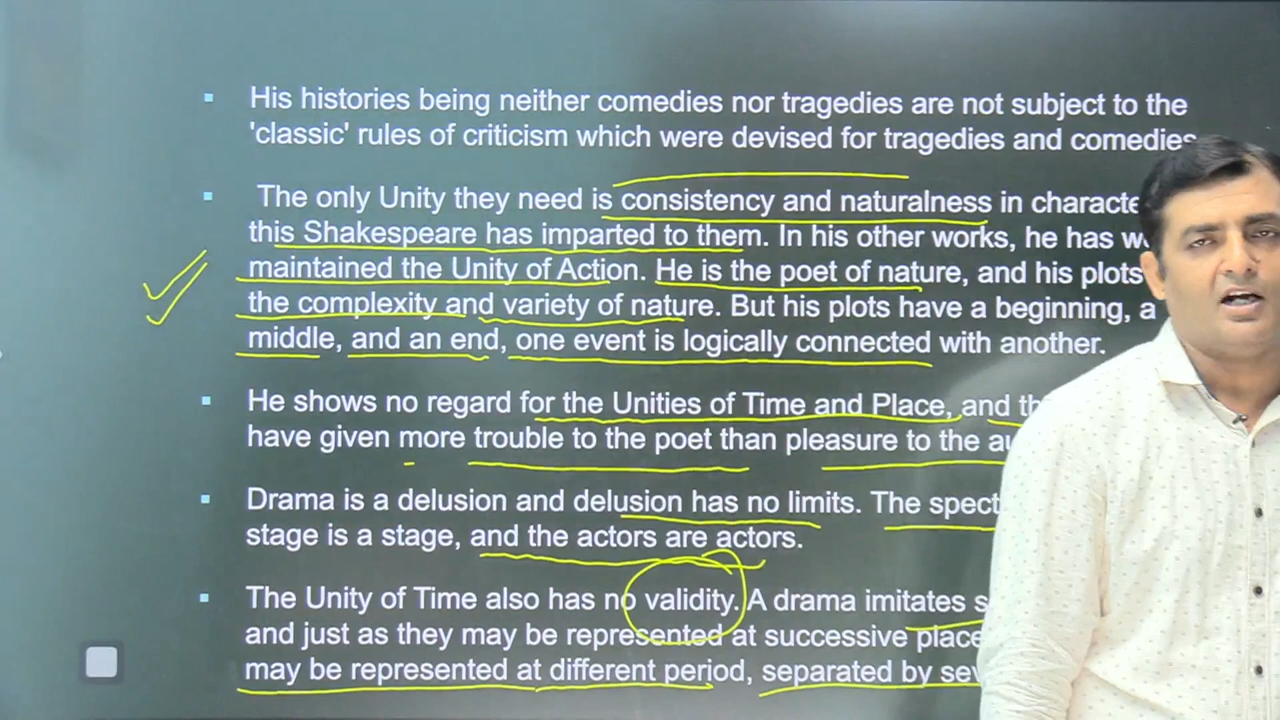 ▪ His histories being neither comedies nor tragedies are not subject to the
'classic' rules of criticism which were devised for tragedies and comedies
▪ The only Unity they need is consistency and naturalness in
this Shakespeare has imparted to them. In his other works, he has
maintained the Unity of Action. He is the poet of nature, and his plots
the complexity and variety of nature. But his plots have a beginning, a
middle, and an end, one event is logically connected with another.
▪ He shows no regard for the Unities of Time and Place, and
have given more trouble to the poet than pleasure to the
▪ Drama is a delusion and delusion has no limits. The
stage is a stage, and the actors are actors.
▪ The Unity of Time also has no validity. A drama imitates
and just as they may be represented at successive
may be represented at different period, separated by